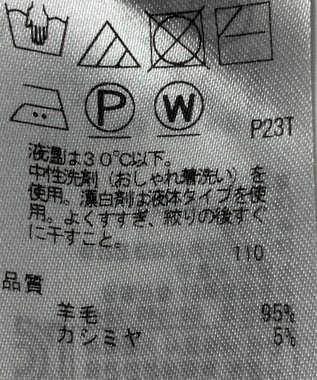 P W
P23T
液温は30℃以下。
中性洗剤（おしゃれ着洗い）を
使用。漂白剤は液体タイプを使
用。よくすすぎ、絞りの後すぐ
に干すこと。
110
品質
羊毛 95%
カシミヤ 5%